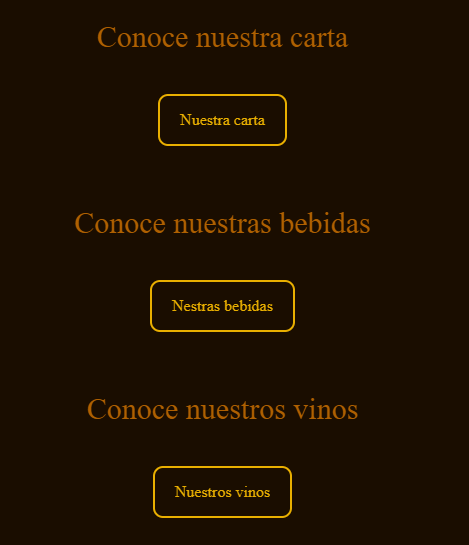 Conoce nuestra carta
Nuestra carta
Conoce nuestras bebidas
Nestras bebidas
Conoce nuestros vinos
Nuestros vinos